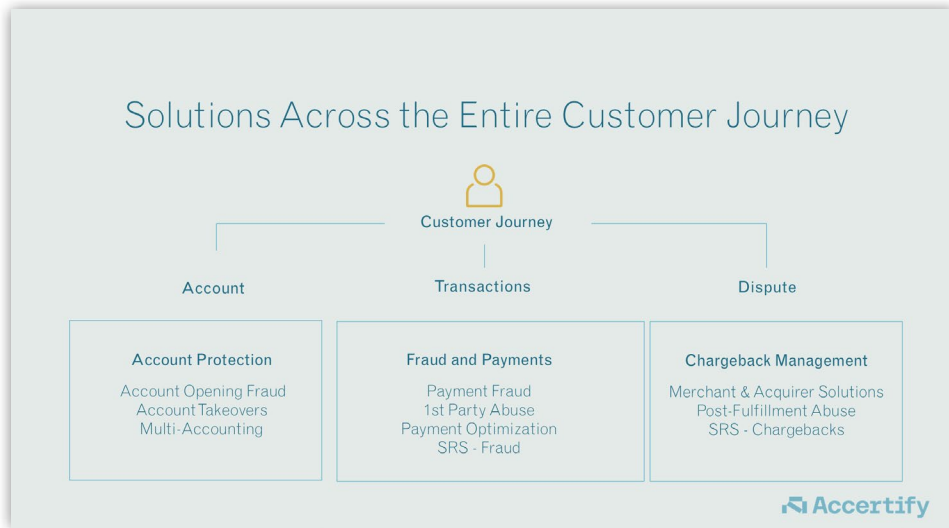 Solutions Across the Entire Customer Journey
Customer Journey
Account
Transactions
Dispute
Account Protection
Account Opening Fraud
Account Takeovers
Multi-Accounting
Fraud and Payments
Payment Fraud
1st Party Abuse
Payment Optimization
SRS - Fraud
Chargeback Management
Merchant & Acquirer Solutions
Post-Fulfillment Abuse
SRS - Chargebacks
Accertify